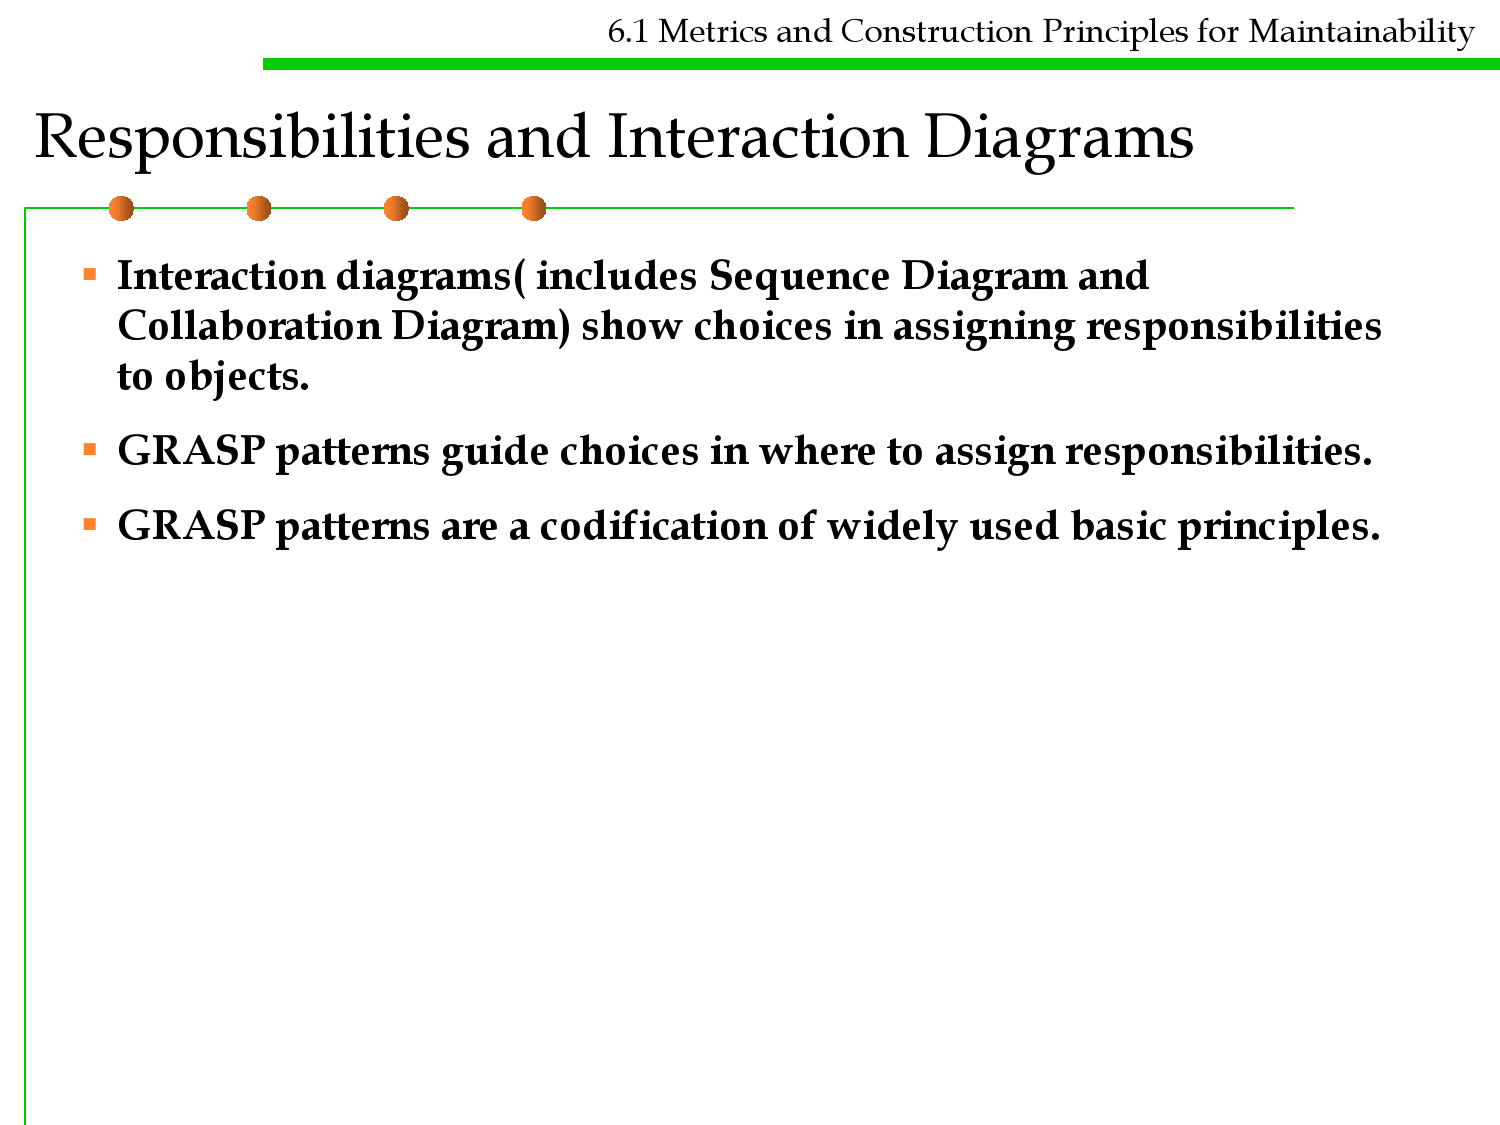 6.1 Metrics and Construction Principles for Maintainability
Responsibilities and Interaction Diagrams
Interaction diagrams( includes Sequence Diagram and
Collaboration Diagram) show choices in assigning responsibilities
to objects.
GRASP patterns guide choices in where to assign responsibilities.
GRASP patterns are a codification of widely used basic principles.